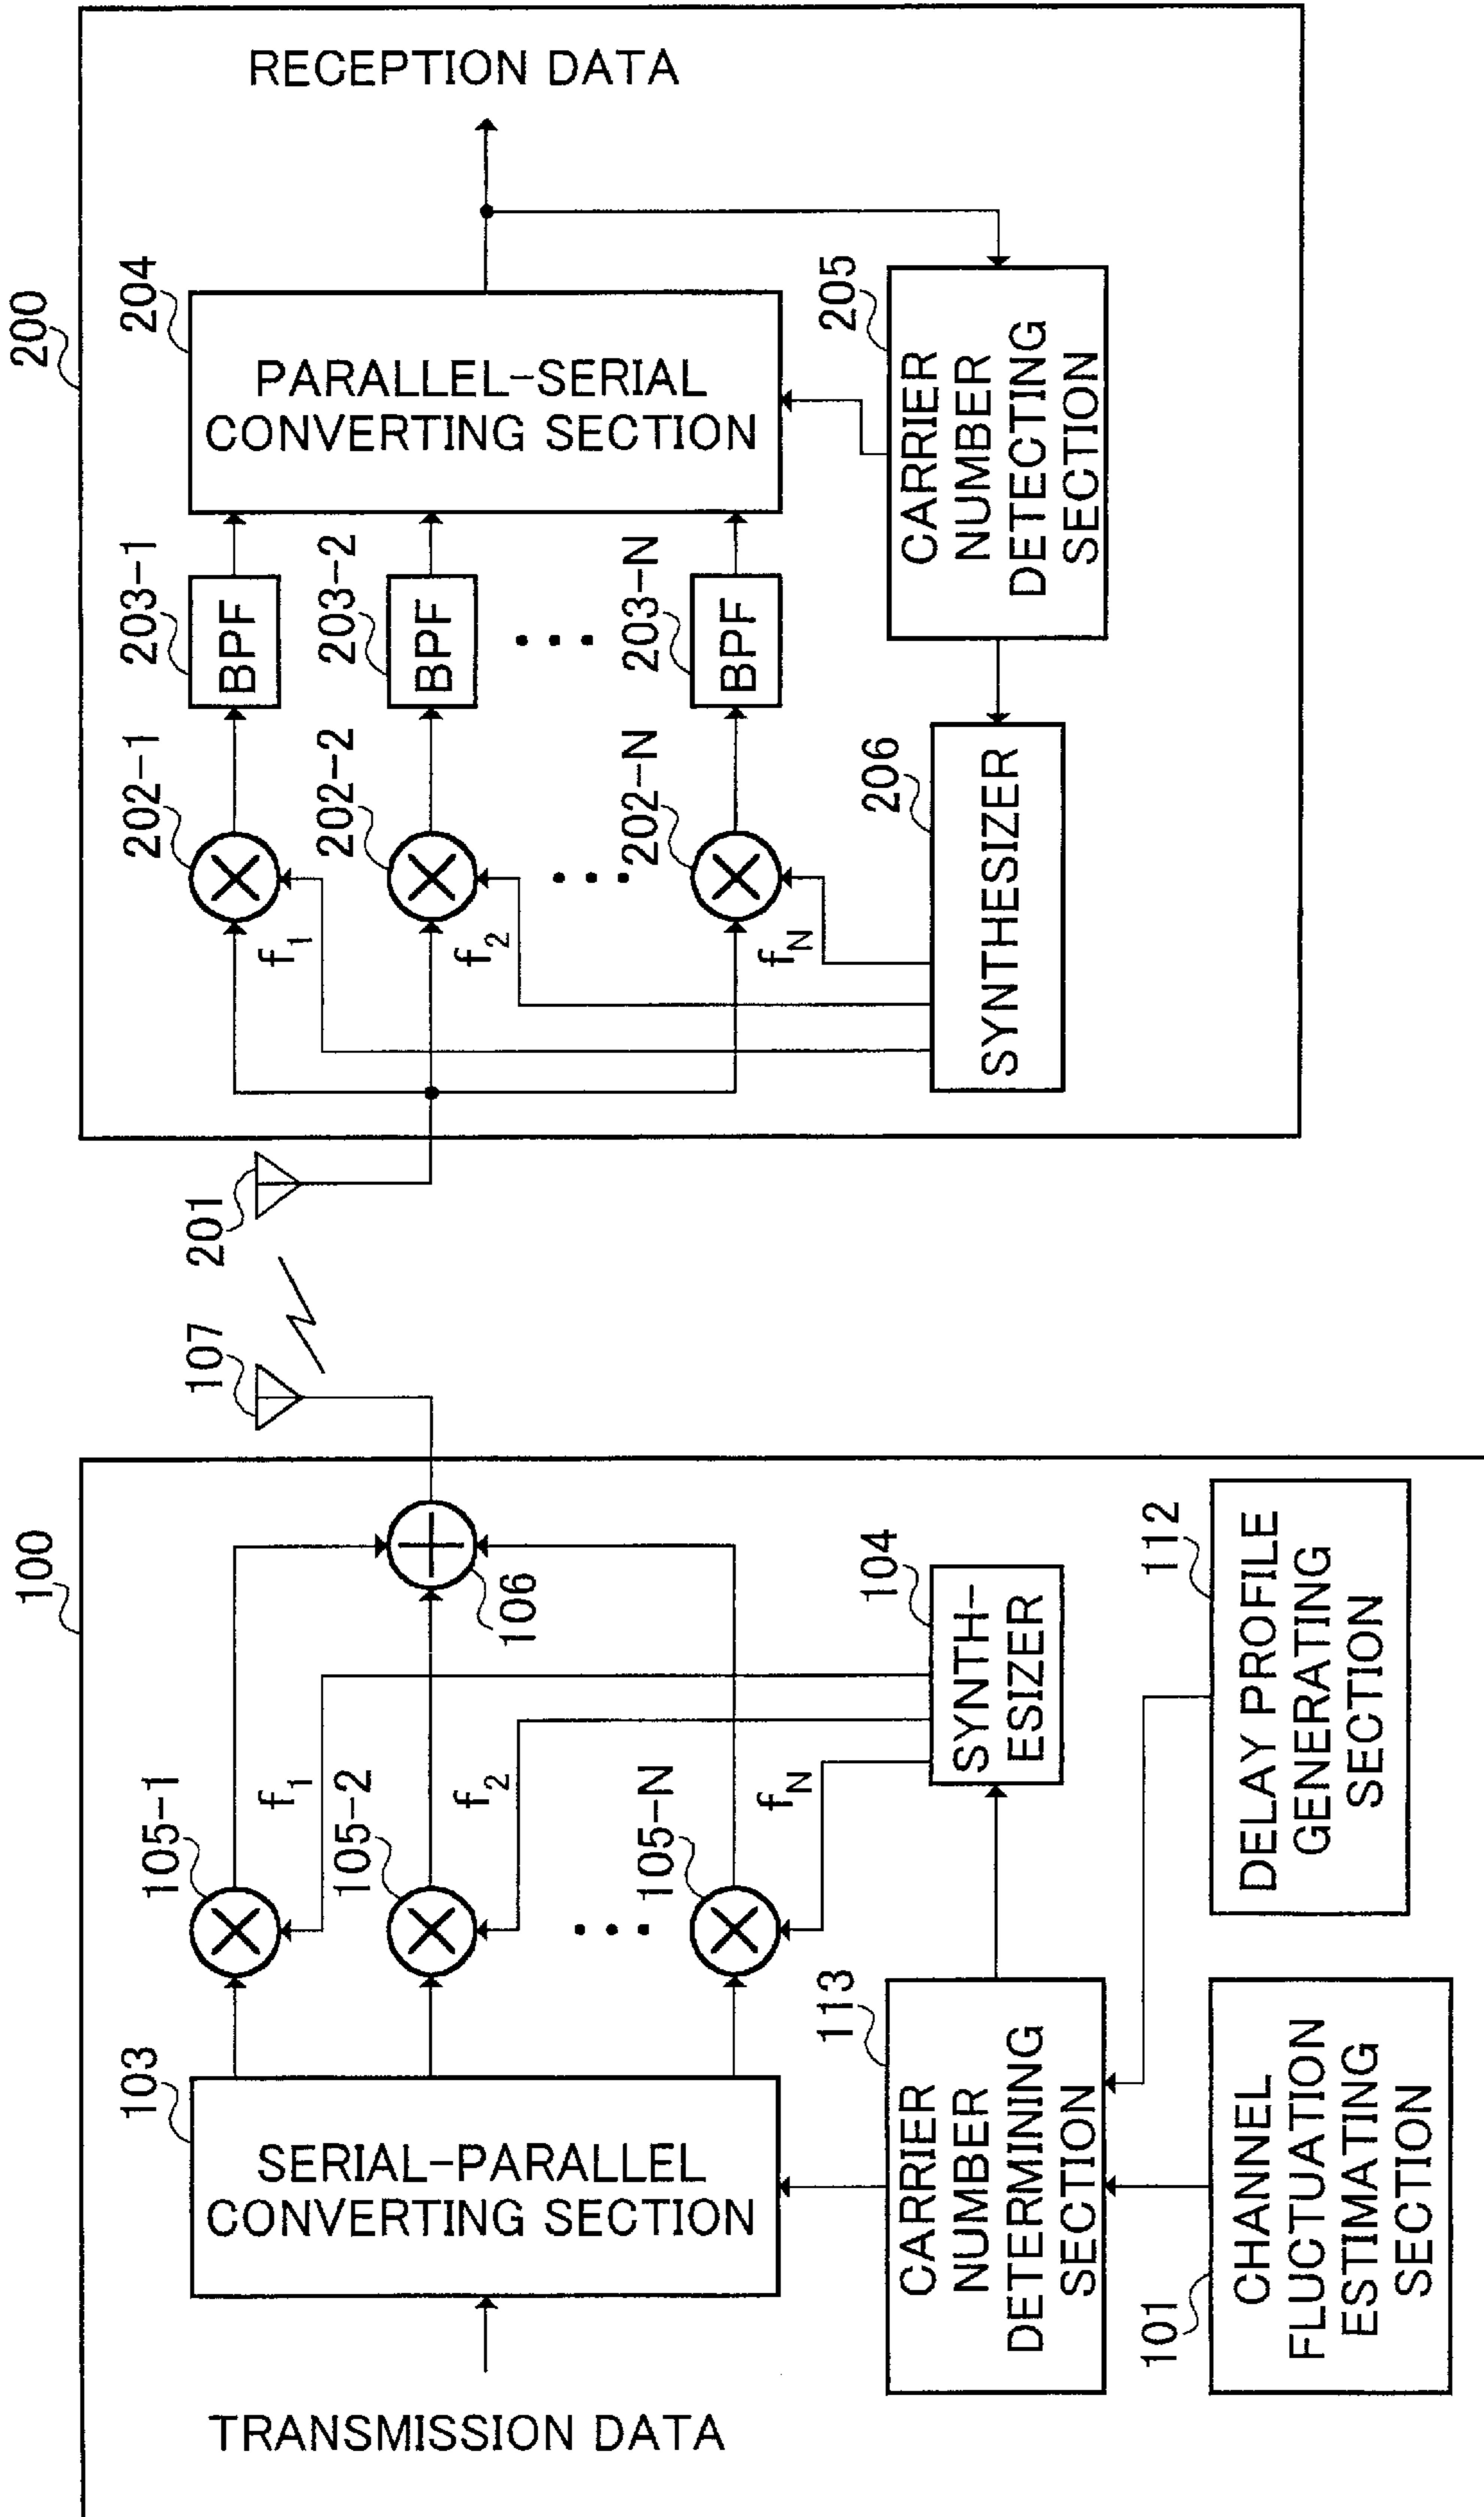 100
TRANSMISSION DATA
103
SERIAL-PARALLEL
CONVERTING SECTION
105-1
f1
105-2
f2
105-N
fN
106
107
113
CARRIER
NUMBER
DETERMINING
SECTION
104
SYNTH-
ESIZER
101
CHANNEL
FLUCTUATION
ESTIMATING
SECTION
112
DELAY PROFILE
GENERATING
SECTION
200
201
202-1
f1
203-1
BPF
202-2
f2
203-2
BPF
202-N
fN
203-N
BPF
204
PARALLEL-SERIAL
CONVERTING SECTION
RECEPTION DATA
206
SYNTHESIZER
205
CARRIER
NUMBER
DETECTING
SECTION